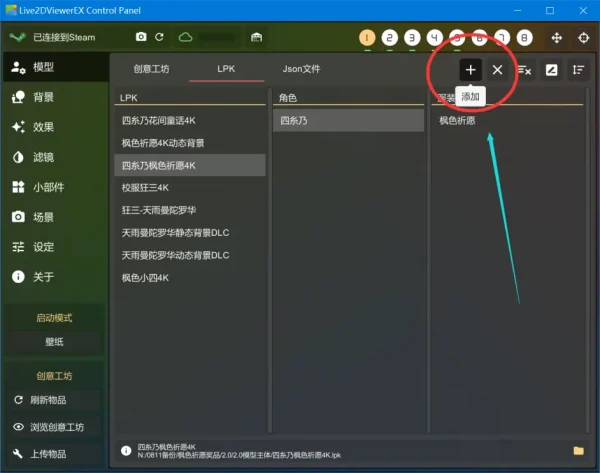 Live2DViewerEX Control Panel
已连接到Steam
1 2 3 4 5 6 7 8
模型
背景
效果
滤镜
小部件
场景
设定
关于
启动模式
壁纸
创意工坊
刷新物品
浏览创意工坊
上传物品
创意工坊 LPK Json文件
添加
LPK
四糸乃花间童话4K
枫色祈愿4K动态背景
四糸乃枫色祈愿4K
校服狂三4K
狂三-天雨曼陀罗华
天雨曼陀罗华静态背景DLC
天雨曼陀罗华动态背景DLC
枫色小四4K
角色
四糸乃
服装
枫色祈愿
四糸乃枫色祈愿4K
N:/0811备份/枫色祈愿奖品/2.0/2.0模型主体/四糸乃枫色祈愿4K.lpk